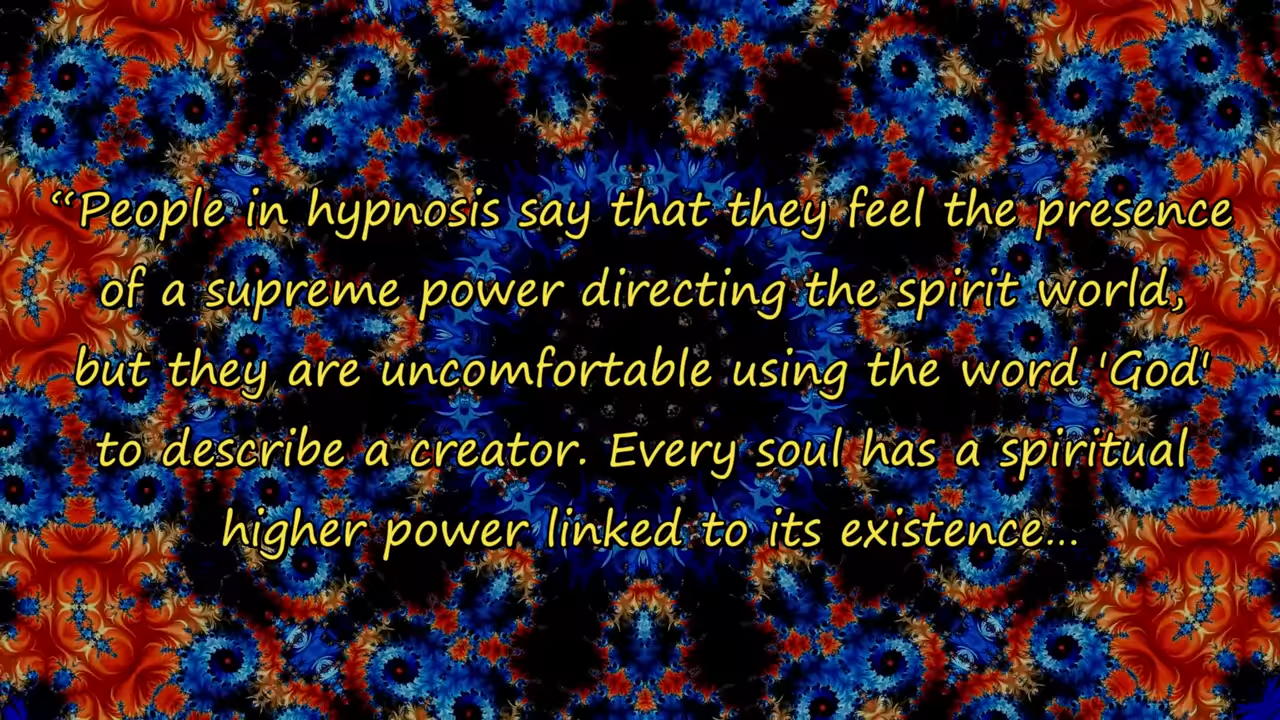 “People in hypnosis say that they feel the presence
of a supreme power directing the spirit world,
but they are uncomfortable using the word 'God'
to describe a creator. Every soul has a spiritual
higher power linked to its existence...